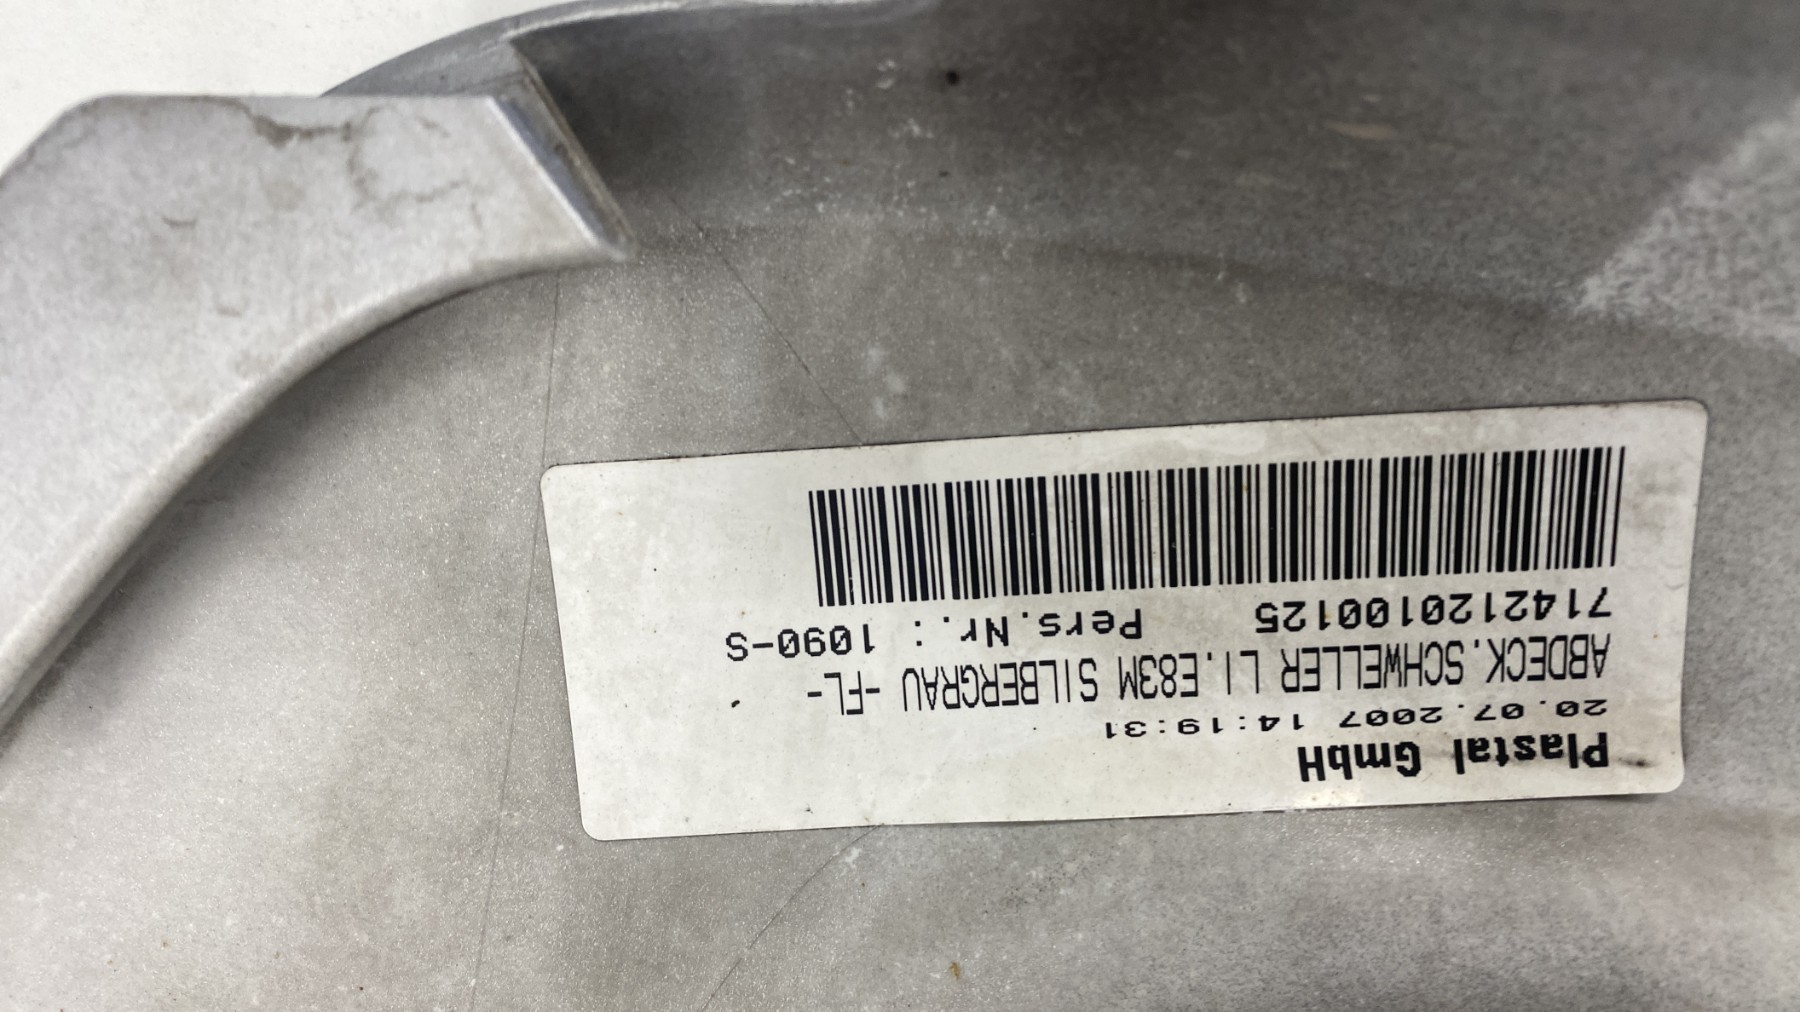 Plastal GmbH
20.07.2007 14:19:31
ABDECK.SCHWELLER LI.E83M SILBERGRAU -FL-
7142120100125 Pers.Nr.: 1090-S